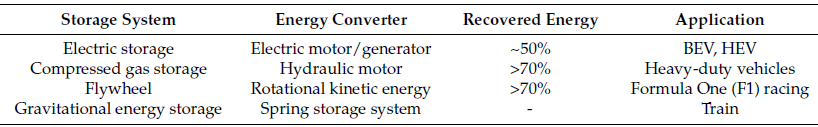 Storage System Energy Converter Recovered Energy Application
Electric storage Electric motor/generator ~50% BEV, HEV
Compressed gas storage Hydraulic motor >70% Heavy-duty vehicles
Flywheel Rotational kinetic energy >70% Formula One (F1) racing
Gravitational energy storage Spring storage system - Train